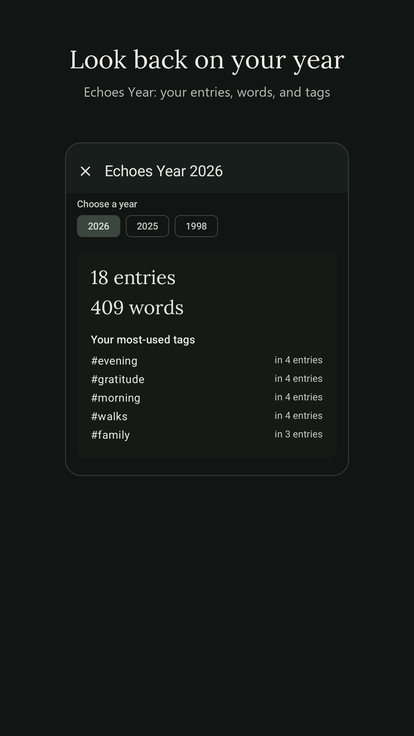 Look back on your year
Echoes Year: your entries, words, and tags
Echoes Year 2026
Choose a year
2026 2025 1998
18 entries
409 words
Your most-used tags
#evening in 4 entries
#gratitude in 4 entries
#morning in 4 entries
#walks in 4 entries
#family in 3 entries